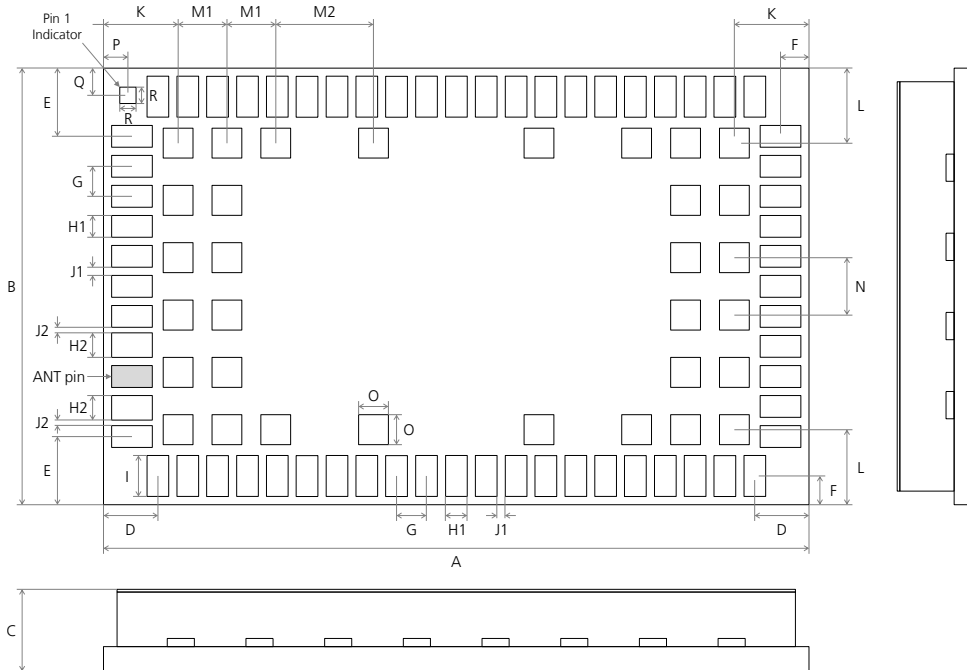 K M1 M1 M2 K
Pin 1
Indicator
P
F
Q
E
R
R
L
G
H1
J1
B
N
J2
H2
ANT pin
H2
O
J2
O
E
I
L
F
D
G
H1
J1
D
A
C